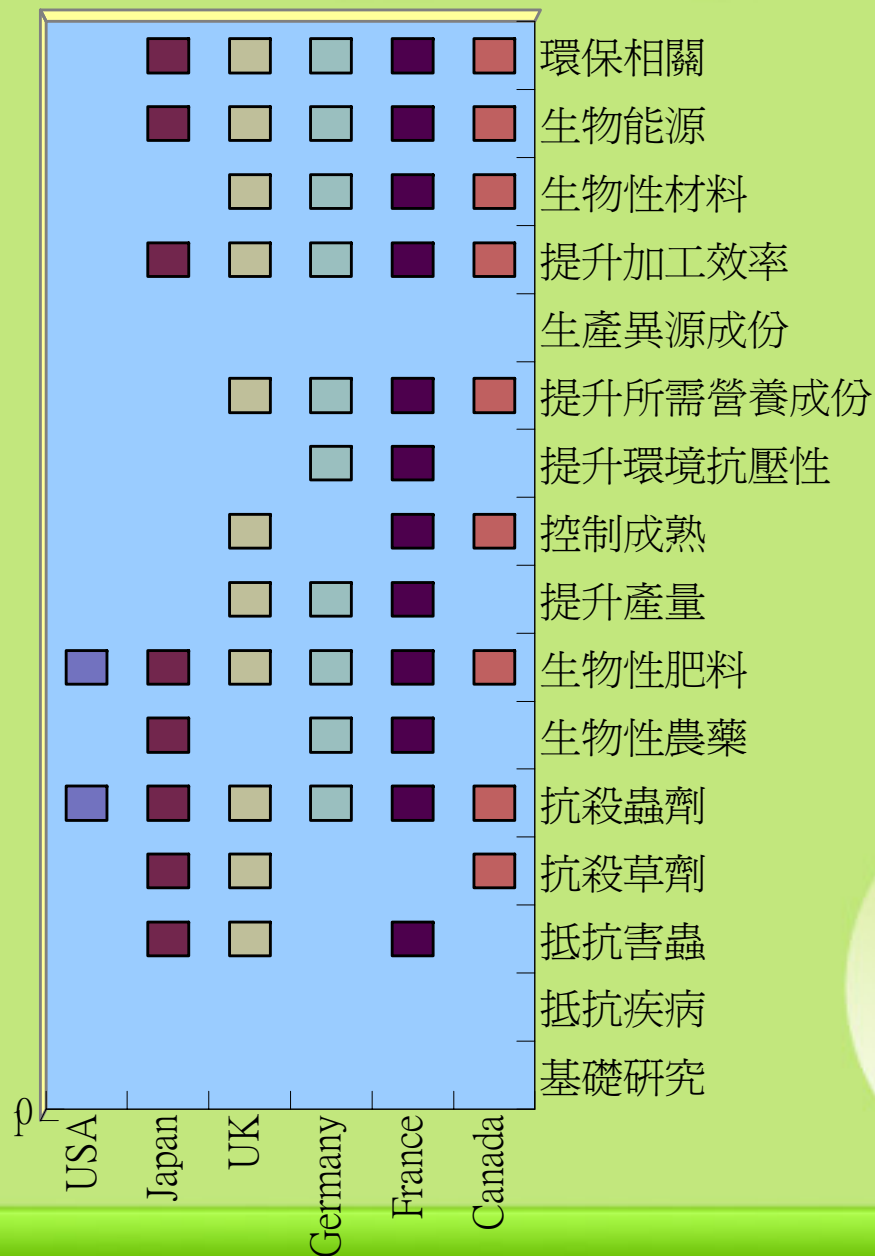 環保相關
生物能源
生物性材料
提升加工效率
生產異源成份
提升所需營養成份
提升環境抗壓性
控制成熟
提升產量
生物性肥料
生物性農藥
抗殺蟲劑
抗殺草劑
抵抗害蟲
抵抗疾病
基礎研究
0
1
USA
Japan
UK
Germany
France
Canada